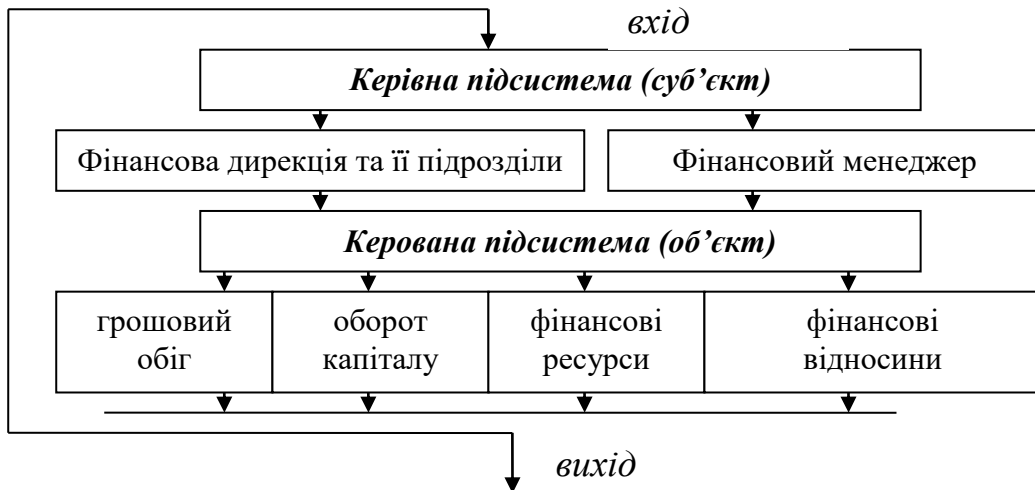 вхід
Керівна підсистема (суб’єкт)
Фінансова дирекція та її підрозділи
Фінансовий менеджер
Керована підсистема (об’єкт)
грошовий
обіг
оборот
капіталу
фінансові
ресурси
фінансові
відносини
вихід